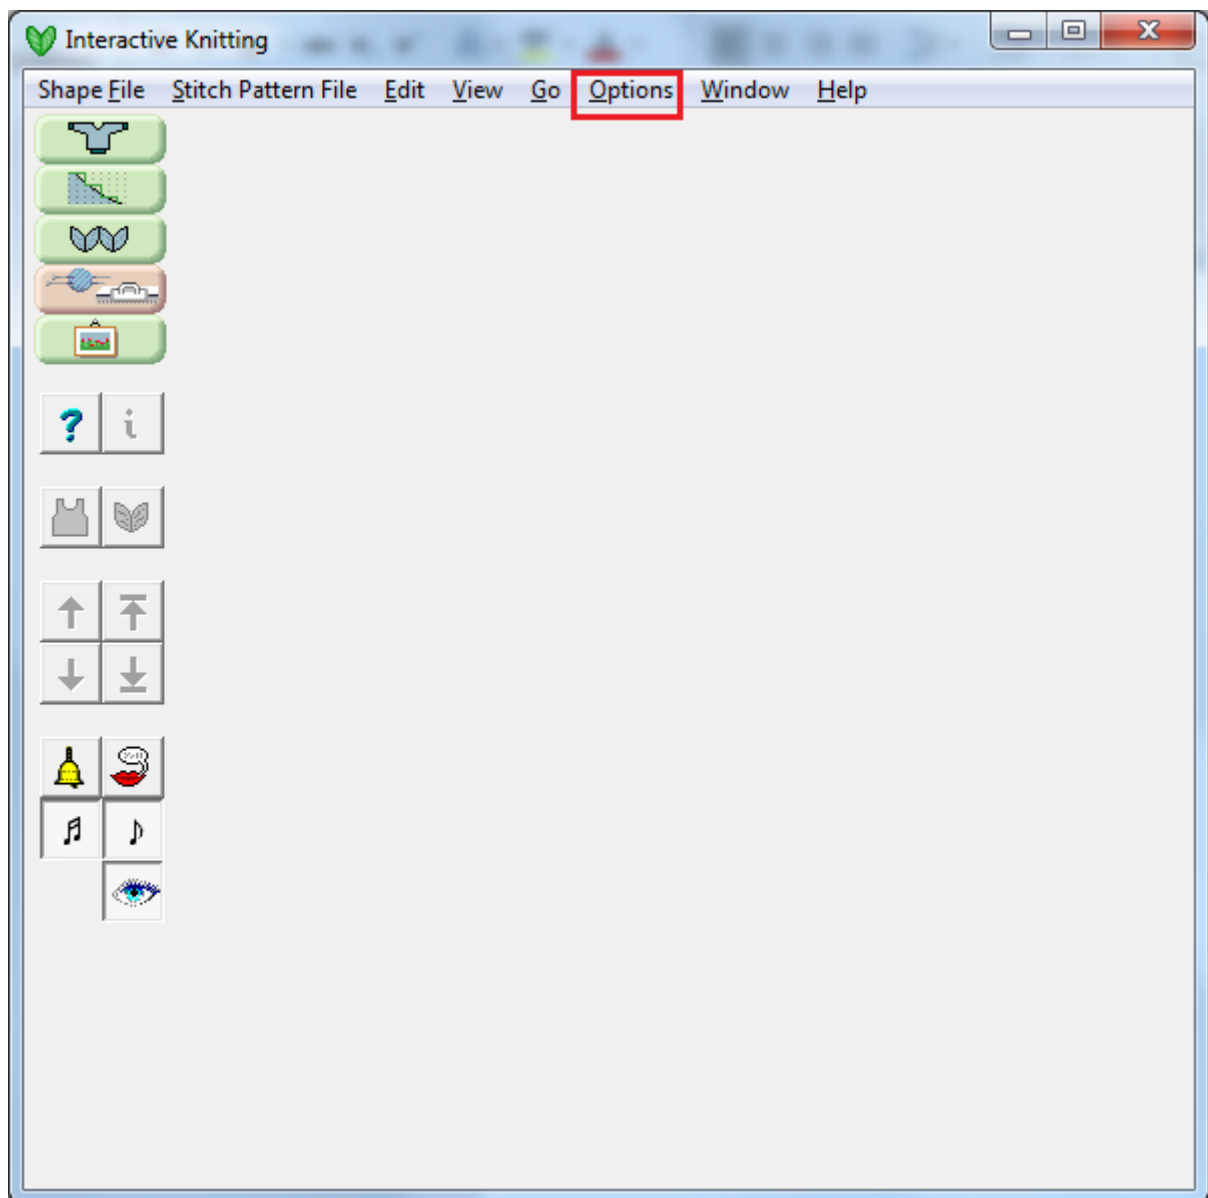 Interactive Knitting
Shape File Stitch Pattern File Edit View Go Options Window Help
? i